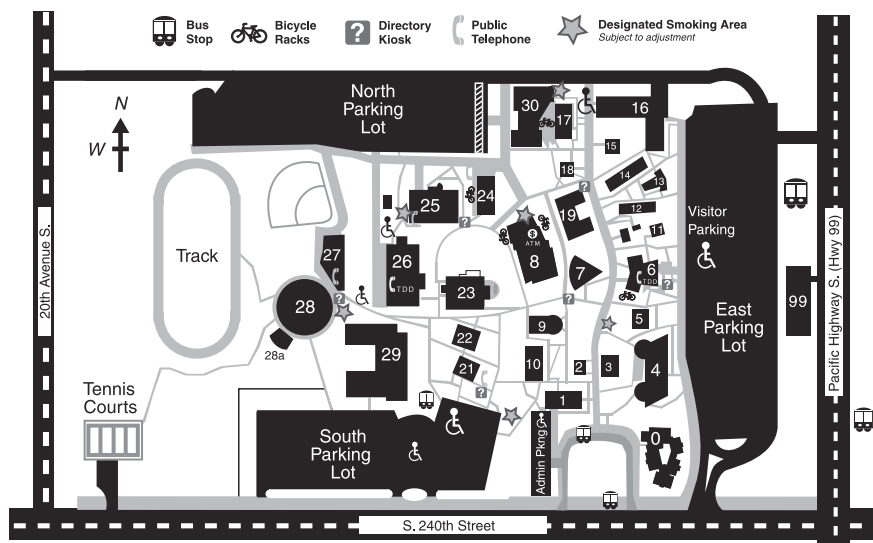 Bus
Stop
Bicycle
Racks
?
Directory
Kiosk
Public
Telephone
Designated Smoking Area
Subject to adjustment
N
W
North
Parking
Lot
30
17
16
15
18
14
13
?
24
25
?
19
12
11
Visitor
Parking
20th Avenue S.
Track
27
26
TDD
$
ATM
8
7
6
TDD
?
Pacific Highway S. (Hwy 99)
99
23
28
?
?
9
5
East
Parking
Lot
28a
29
22
21
?
10
2
3
4
1
Tennis
Courts
South
Parking
Lot
Admin Pkng
0
S. 240th Street